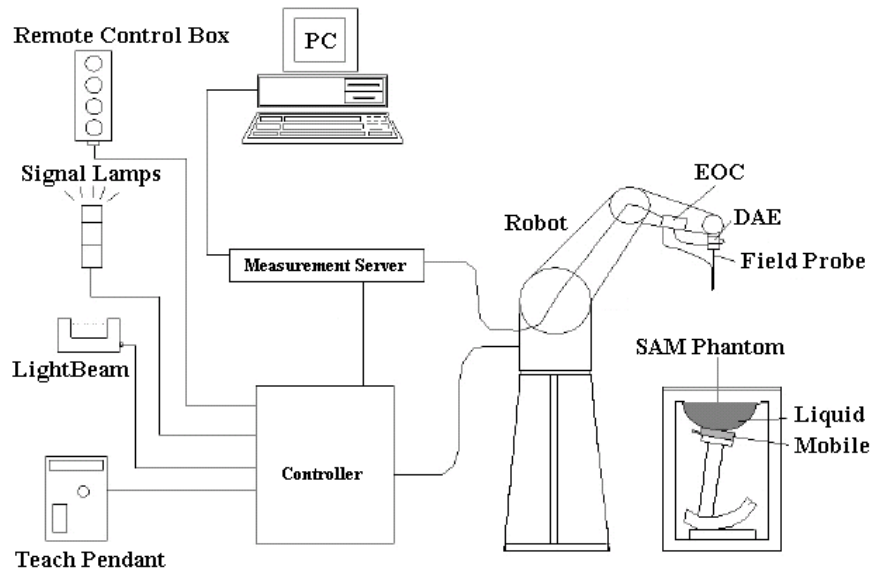 Remote Control Box
PC
Signal Lamps
EOC
DAE
Robot
Field Probe
Measurement Server
LightBeam
SAM Phantom
Liquid
Mobile
Controller
Teach Pendant